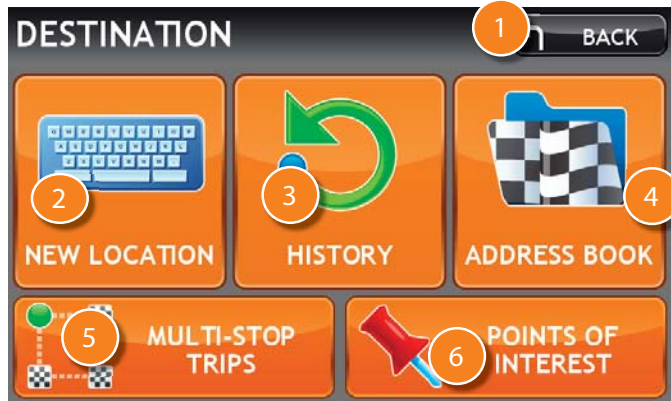 DESTINATION
1
BACK
2
3
4
NEW LOCATION
HISTORY
ADDRESS BOOK
5
MULTI-STOP
TRIPS
6
POINTS OF
INTEREST